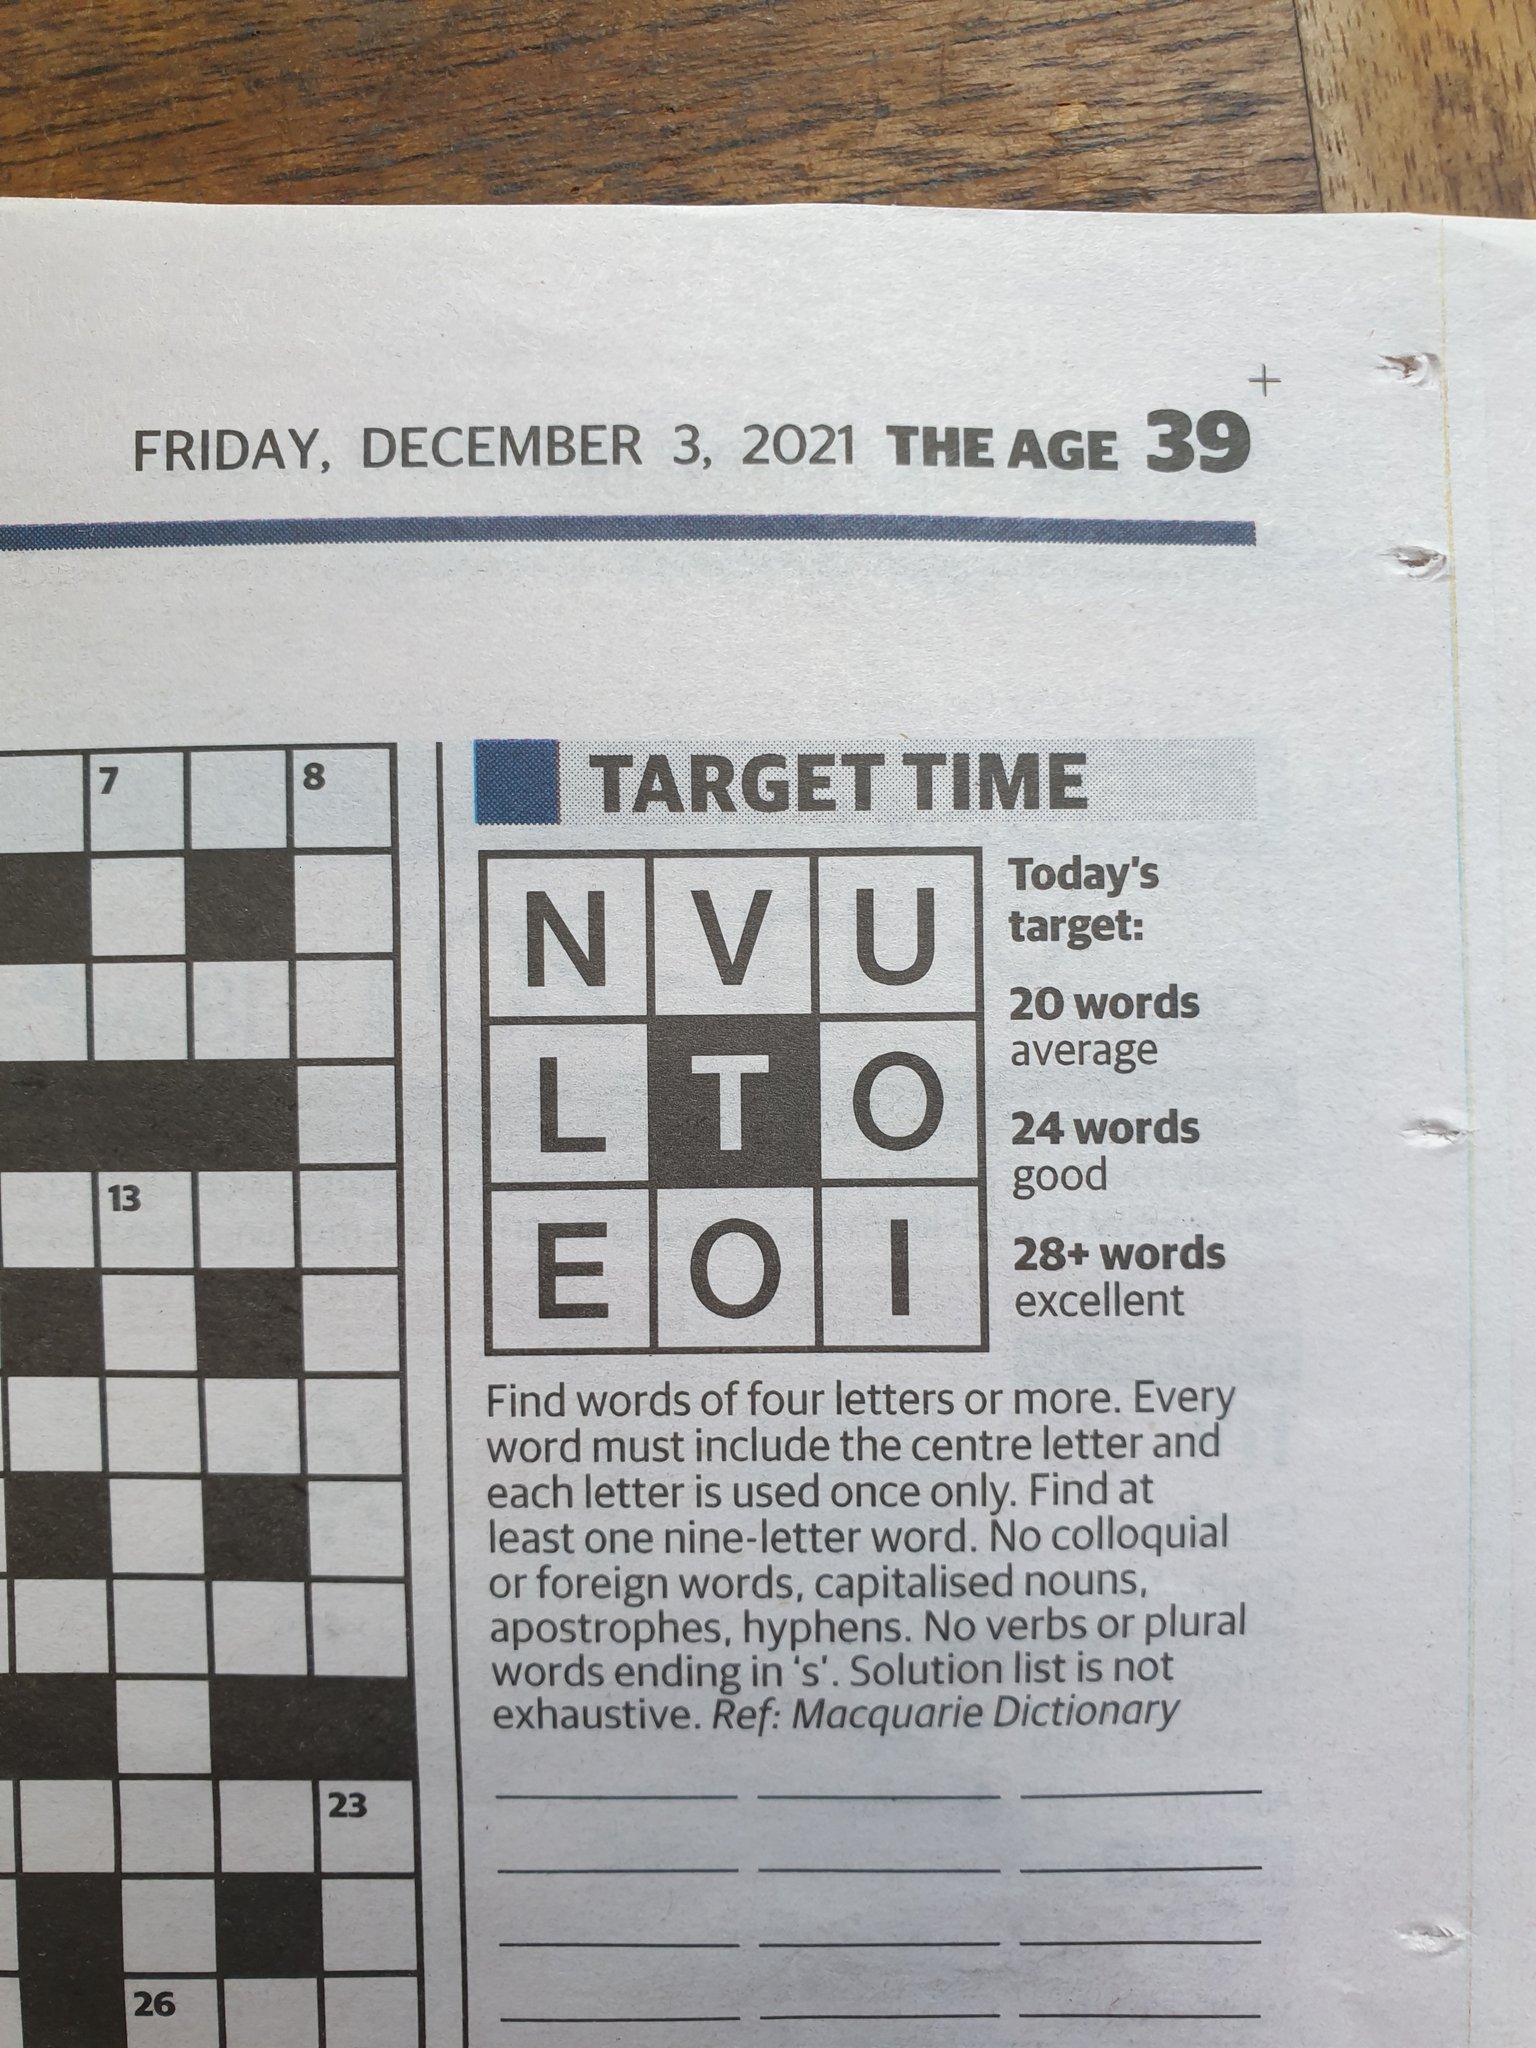 FRIDAY, DECEMBER 3, 2021 THE AGE 39
7 8
13
23
26
TARGET TIME
N V U
L T O
E O I
Today's
target:
20 words
average
24 words
good
28+ words
excellent
Find words of four letters or more. Every
word must include the centre letter and
each letter is used once only. Find at
least one nine-letter word. No colloquial
or foreign words, capitalised nouns,
apostrophes, hyphens. No verbs or plural
words ending in ‘s’. Solution list is not
exhaustive. Ref: Macquarie Dictionary